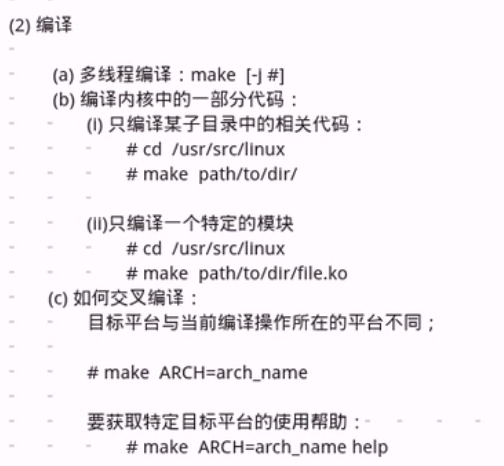 (2) 编译
(a) 多线程编译：make [-j #]
(b) 编译内核中的一部分代码：
(i) 只编译某子目录中的相关代码：
# cd /usr/src/linux
# make path/to/dir/
(ii)只编译一个特定的模块
# cd /usr/src/linux
# make path/to/dir/file.ko
(c) 如何交叉编译：
目标平台与当前编译操作所在的平台不同；
# make ARCH=arch_name
要获取特定目标平台的使用帮助：
# make ARCH=arch_name help